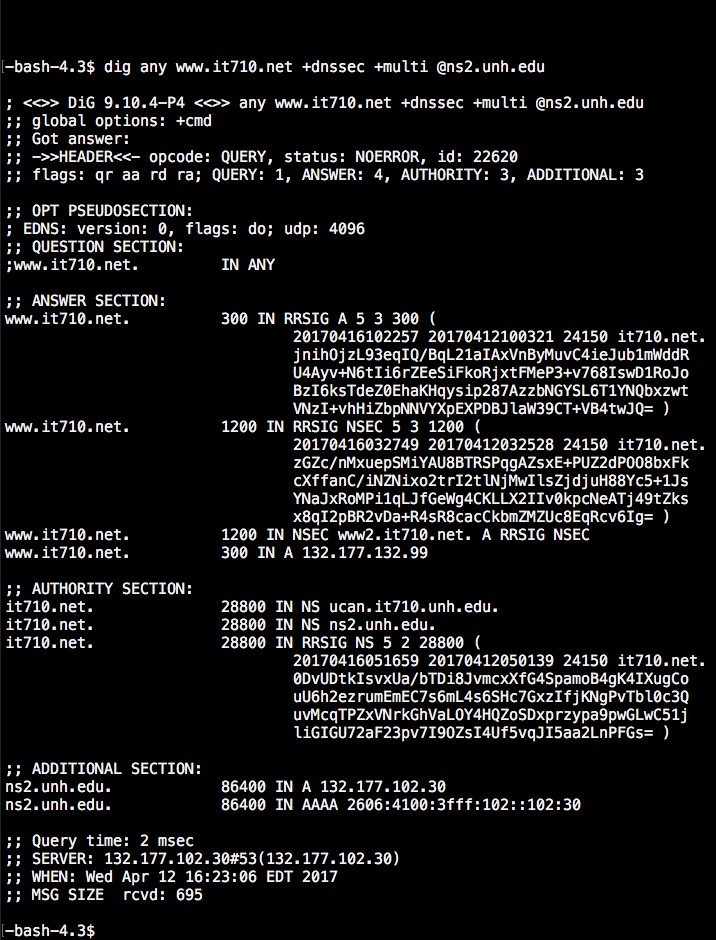 [-bash-4.3$ dig any www.it710.net +dnssec +multi @ns2.unh.edu
; <<>> DiG 9.10.4-P4 <<>> any www.it710.net +dnssec +multi @ns2.unh.edu
;; global options: +cmd
;; Got answer:
;; ->>HEADER<<- opcode: QUERY, status: NOERROR, id: 22620
;; flags: qr aa rd ra; QUERY: 1, ANSWER: 4, AUTHORITY: 3, ADDITIONAL: 3
;; OPT PSEUDOSECTION:
; EDNS: version: 0, flags: do; udp: 4096
;; QUESTION SECTION:
;www.it710.net. IN ANY
;; ANSWER SECTION:
www.it710.net. 300 IN RRSIG A 5 3 300 (
20170416102257 20170412100321 24150 it710.net.
jnihOjzL93eqIQ/BqL21aIAxVnByMuvC4ieJub1mWddR
U4Ayv+N6tIi6rZEeSiFkoRjxtFMeP3+v768IswD1RoJo
BzI6ksTdeZ0EhaKHqysip287AzzbNGYSL6T1YNQbxzwt
VNzI+vhHiZbpNNVYXpEXPDBJlaW39CT+VB4twJQ= )
www.it710.net. 1200 IN RRSIG NSEC 5 3 1200 (
20170416032749 20170412032528 24150 it710.net.
zGZc/nMxuepSMiYAU8BTRSPqgAZsxE+PUZ2dPOO8bxFk
cXffanC/iNZNixo2trI2tlNjMwIlsZjdjuH88Yc5+1Js
YNaJxRoMPi1qLJfGeWg4CKLLX2IIv0kpcNeATj49tZks
x8qI2pBR2vDa+R4sR8cacCkbmZMZUc8EqRcv6Ig= )
www.it710.net. 1200 IN NSEC www2.it710.net. A RRSIG NSEC
www.it710.net. 300 IN A 132.177.132.99
;; AUTHORITY SECTION:
it710.net. 28800 IN NS ucan.it710.unh.edu.
it710.net. 28800 IN NS ns2.unh.edu.
it710.net. 28800 IN RRSIG NS 5 2 28800 (
20170416051659 20170412050139 24150 it710.net.
0DvUDtkIsvxUa/bTDi8JvmcxXfG4SpamoB4gK4IXugCo
uU6h2ezrumEmEC7s6mL4s6SHc7GxzIfjKNgPvTbl0c3Q
uvMcqTPZxVNrkGhVaLOY4HQZoSDxprzypa9pwGLwC51j
liGIGU72aF23pv7I9OZsI4Uf5vqJI5aa2LnPFGs= )
;; ADDITIONAL SECTION:
ns2.unh.edu. 86400 IN A 132.177.102.30
ns2.unh.edu. 86400 IN AAAA 2606:4100:3fff:102::102:30
;; Query time: 2 msec
;; SERVER: 132.177.102.30#53(132.177.102.30)
;; WHEN: Wed Apr 12 16:23:06 EDT 2017
;; MSG SIZE rcvd: 695
[-bash-4.3$